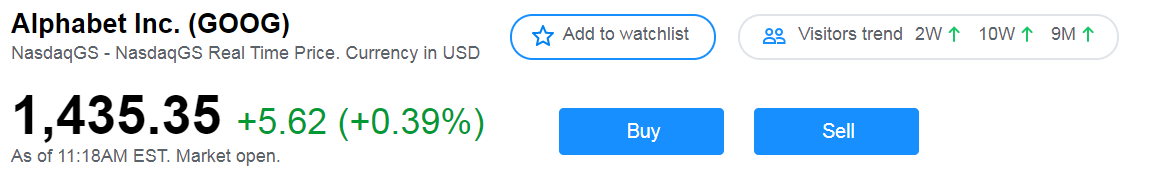 Alphabet Inc. (GOOG)
NasdaqGS - NasdaqGS Real Time Price. Currency in USD
Add to watchlist
Visitors trend 2W ↑ 10W ↑ 9M ↑
1,435.35 +5.62 (+0.39%)
As of 11:18AM EST. Market open.
Buy
Sell